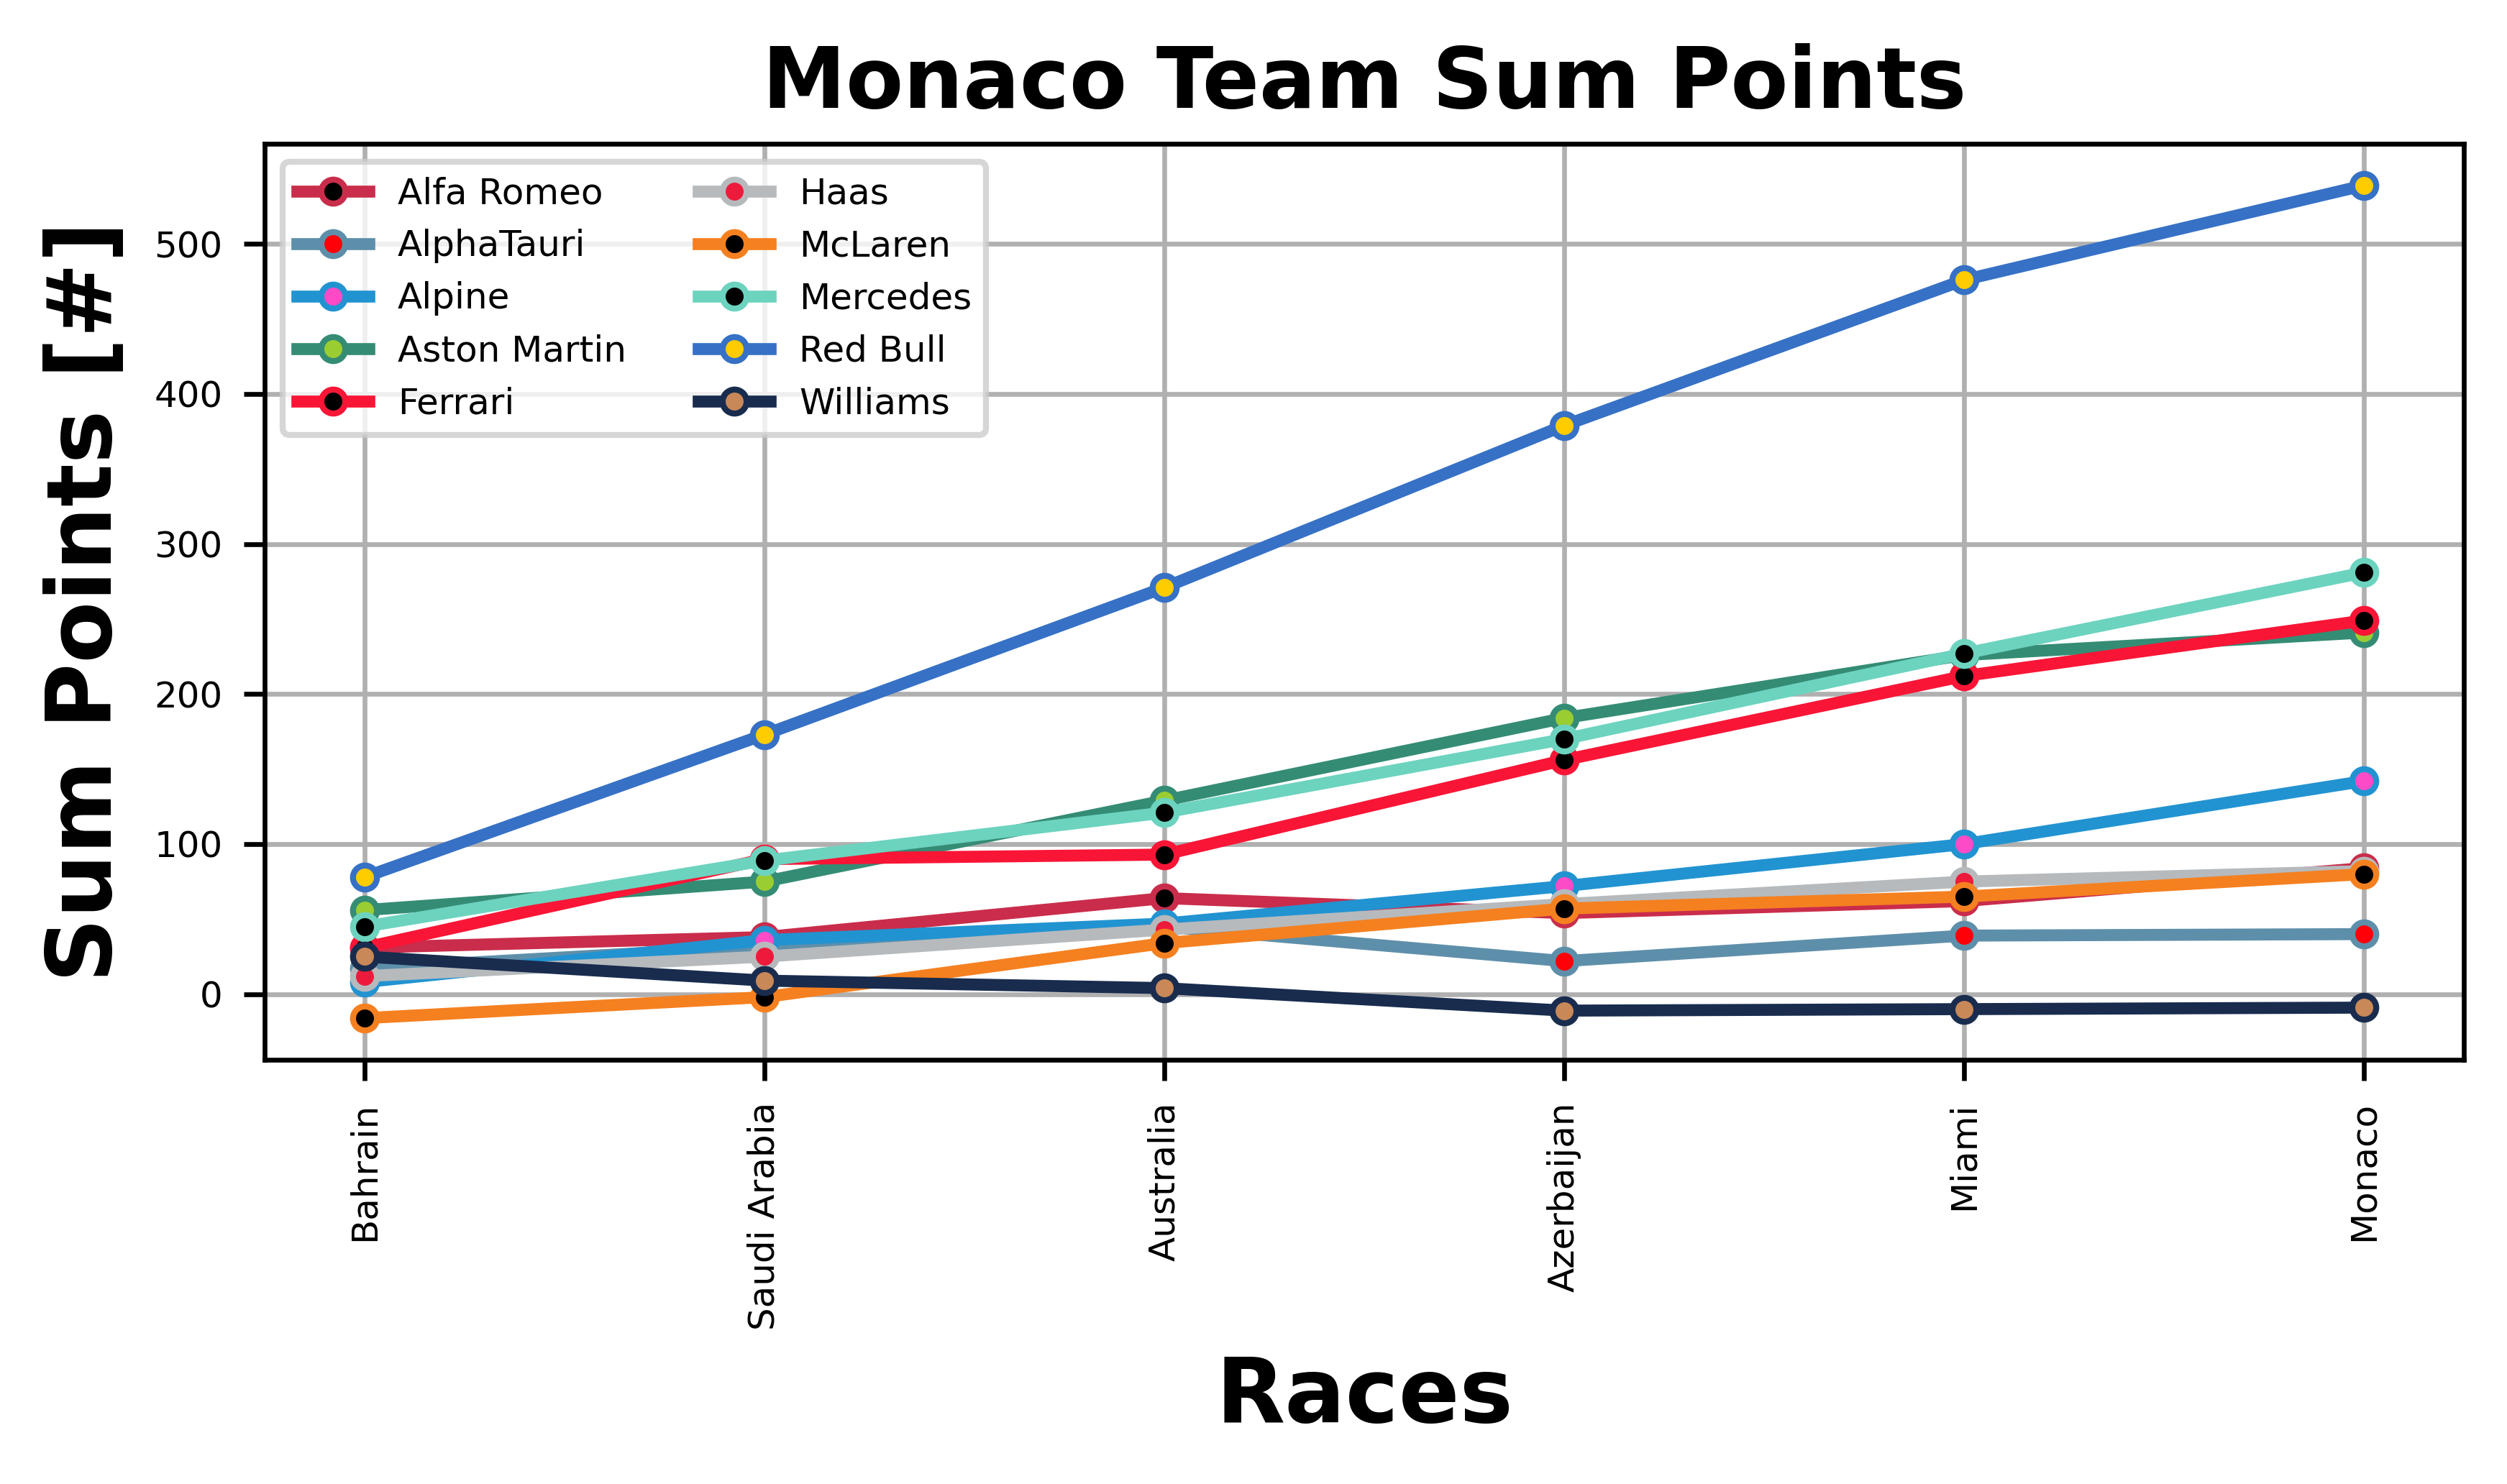 Monaco Team Sum Points
Sum Points [#]
500
400
300
200
100
0
Alfa Romeo
AlphaTauri
Alpine
Aston Martin
Ferrari
Haas
McLaren
Mercedes
Red Bull
Williams
Bahrain
Saudi Arabia
Australia
Azerbaijan
Miami
Monaco
Races